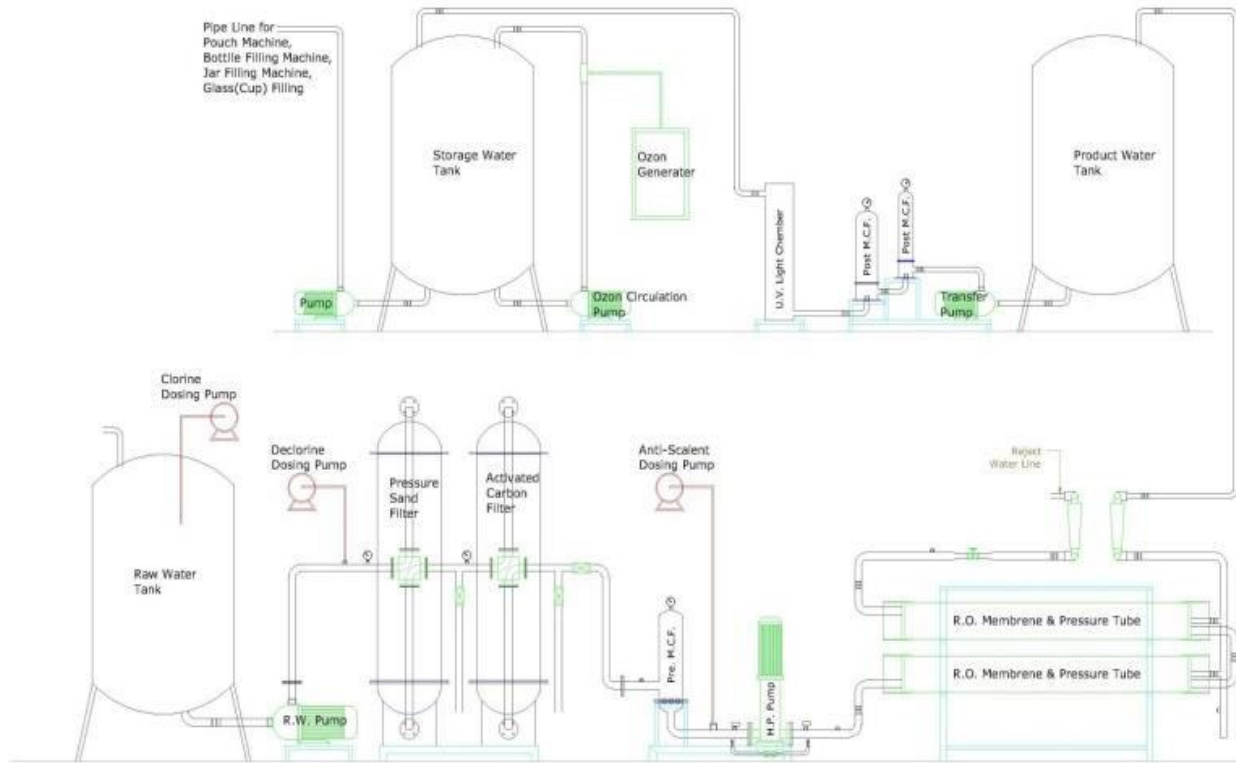 Pipe Line for
Pouch Machine,
Bottlle Filling Machine,
Jar Filling Machine,
Glass(Cup) Filling
Storage Water
Tank
Ozon
Generater
Product Water
Tank
U.V. Light Chember
Post M.C.F.
Post M.C.F.
Pump
Ozon Circulation
Pump
Transfer
Pump
Clorine
Dosing Pump
Declorine
Dosing Pump
Pressure
Sand
Filter
Activated
Carbon
Filter
Anti-Scalent
Dosing Pump
Reject
Water Line
Raw Water
Tank
Pre. M.C.F.
H.P. Pump
R.O. Membrene & Pressure Tube
R.O. Membrene & Pressure Tube
R.W. Pump